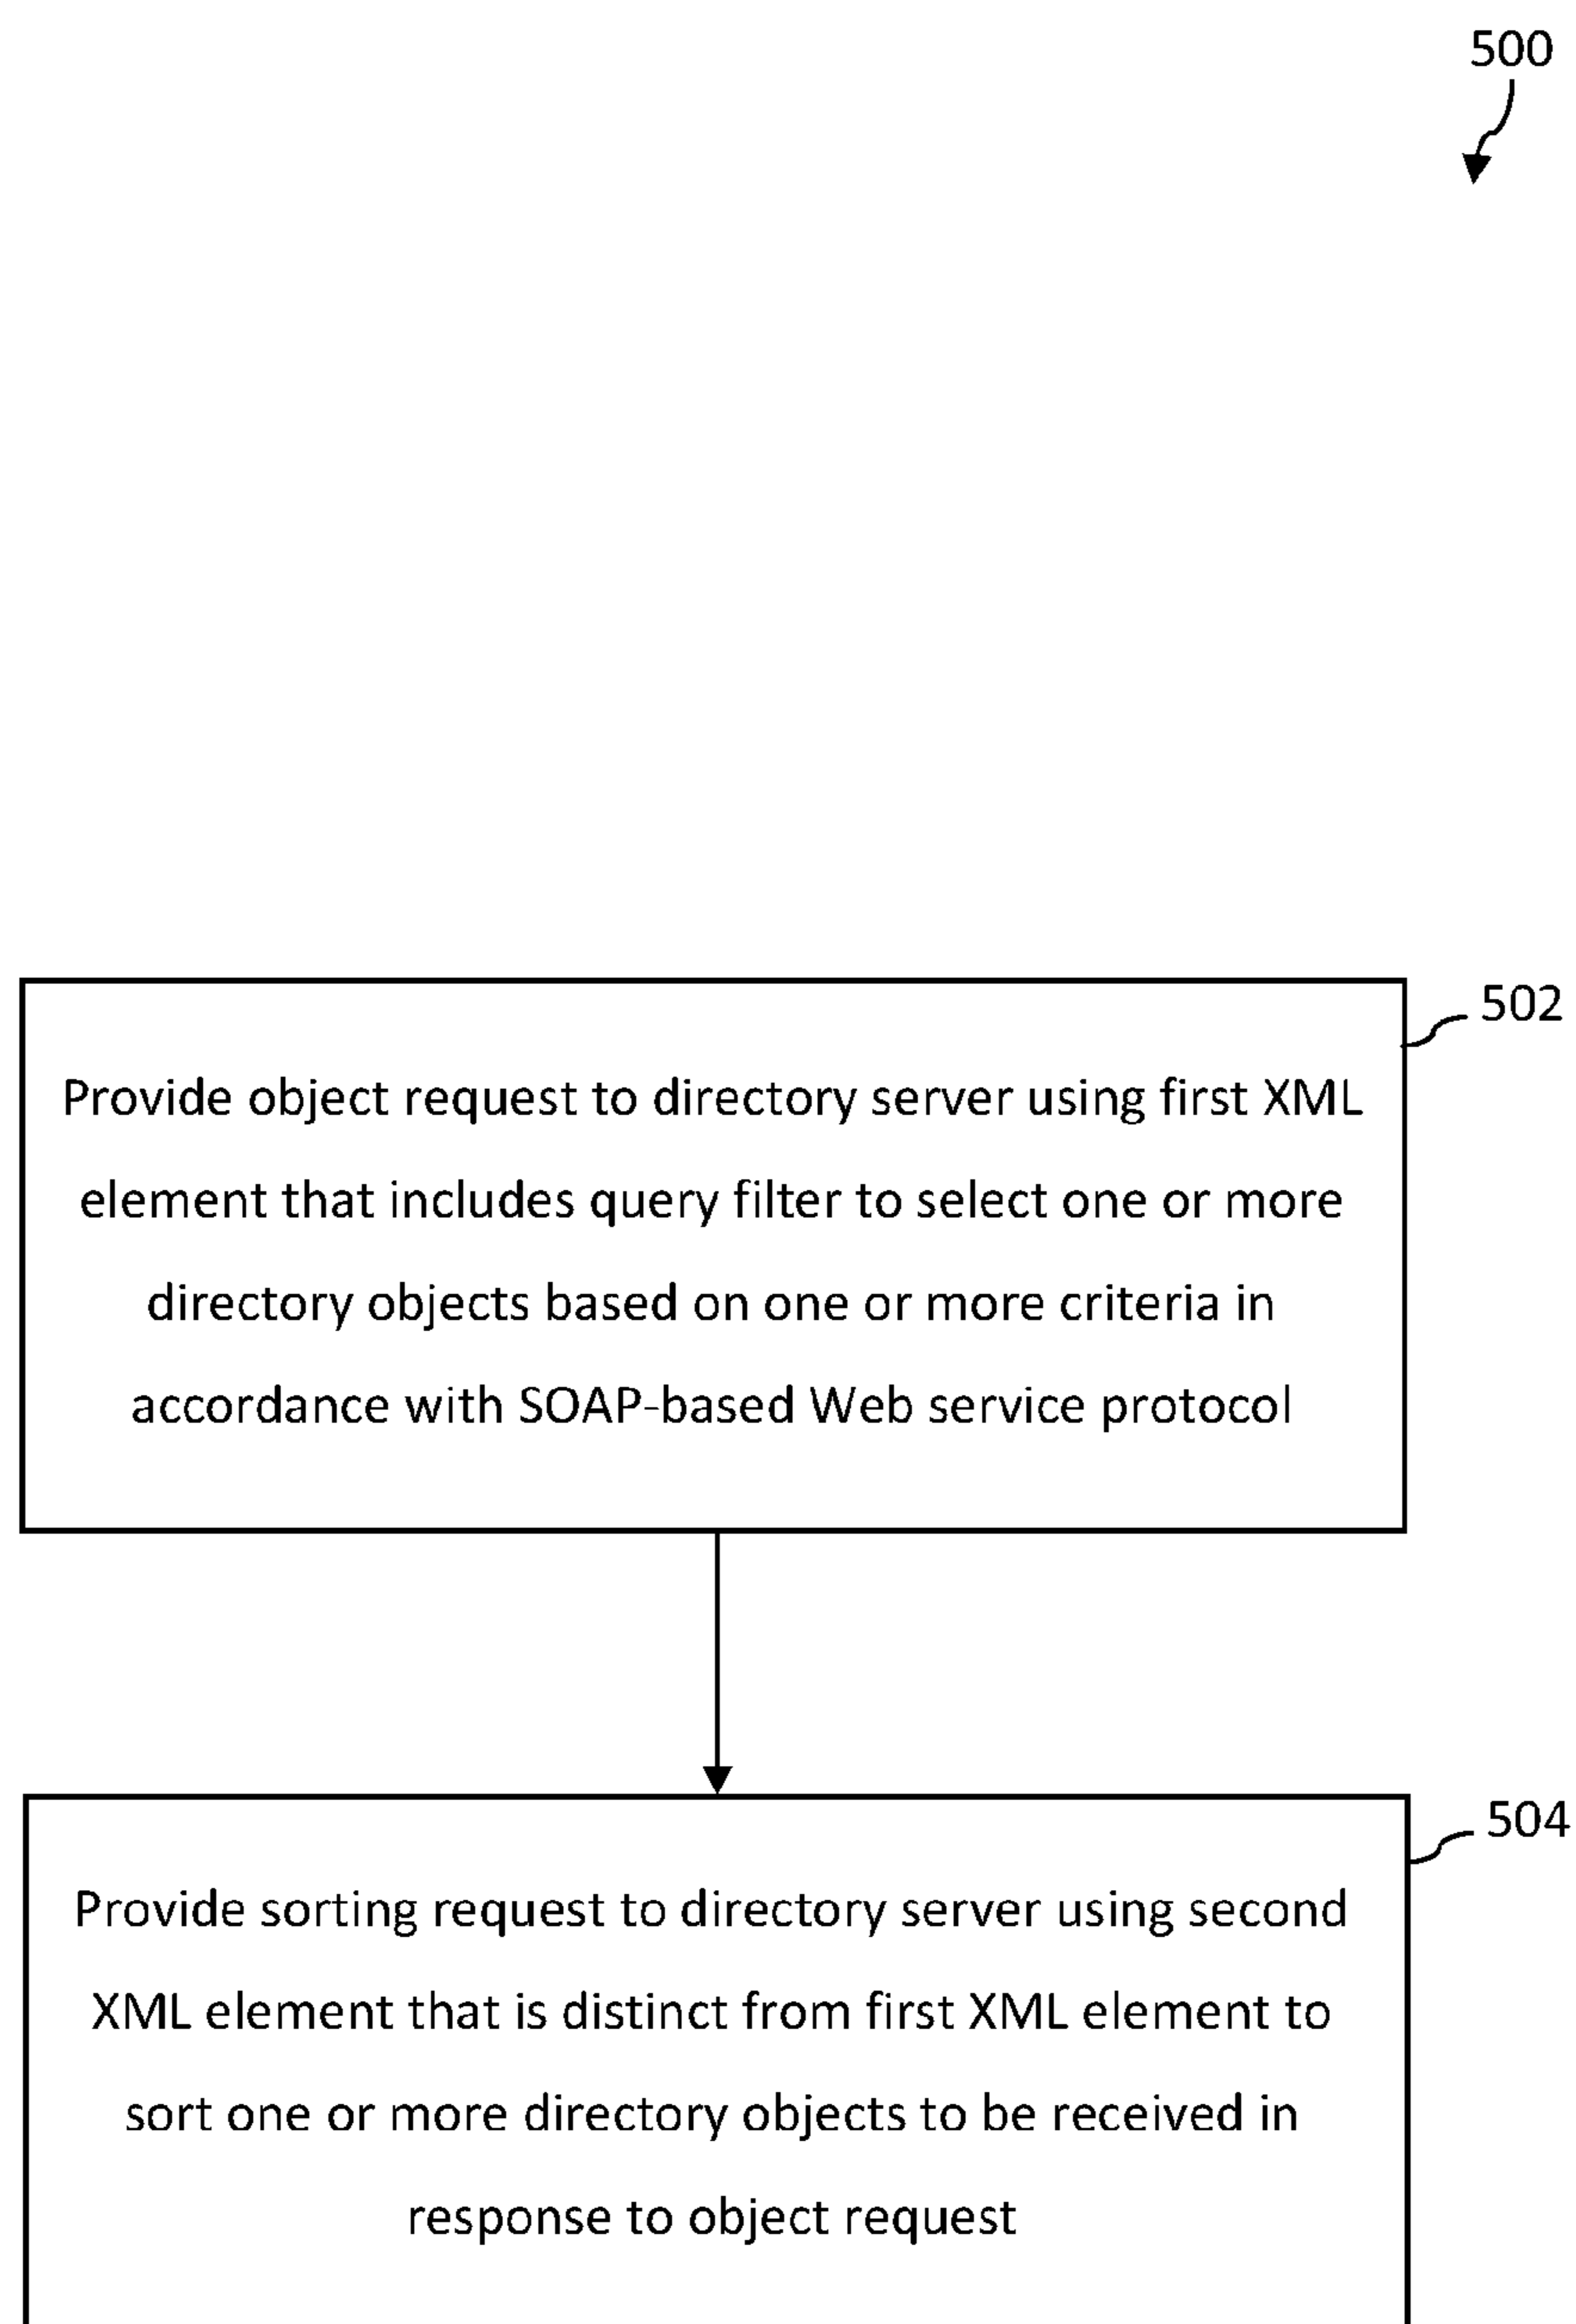 500
502
Provide object request to directory server using first XML
element that includes query filter to select one or more
directory objects based on one or more criteria in
accordance with SOAP-based Web service protocol
504
Provide sorting request to directory server using second
XML element that is distinct from first XML element to
sort one or more directory objects to be received in
response to object request